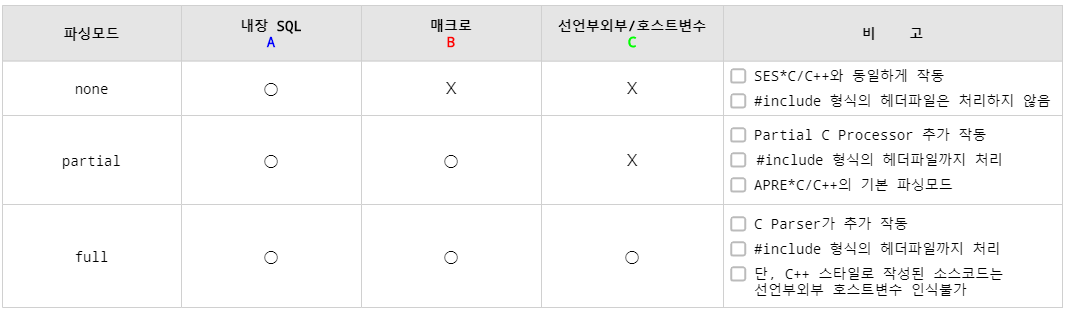 파싱모드 내장 SQL 매크로 선언부외부/호스트변수 비 고
A B C
none ○ X X
SES*C/C++와 동일하게 작동
#include 형식의 헤더파일은 처리하지 않음
partial ○ ○ X
Partial C Processor 추가 작동
#include 형식의 헤더파일까지 처리
APRE*C/C++의 기본 파싱모드
full ○ ○ ○
C Parser가 추가 작동
#include 형식의 헤더파일까지 처리
단, C++ 스타일로 작성된 소스코드는
선언부외부 호스트변수 인식불가